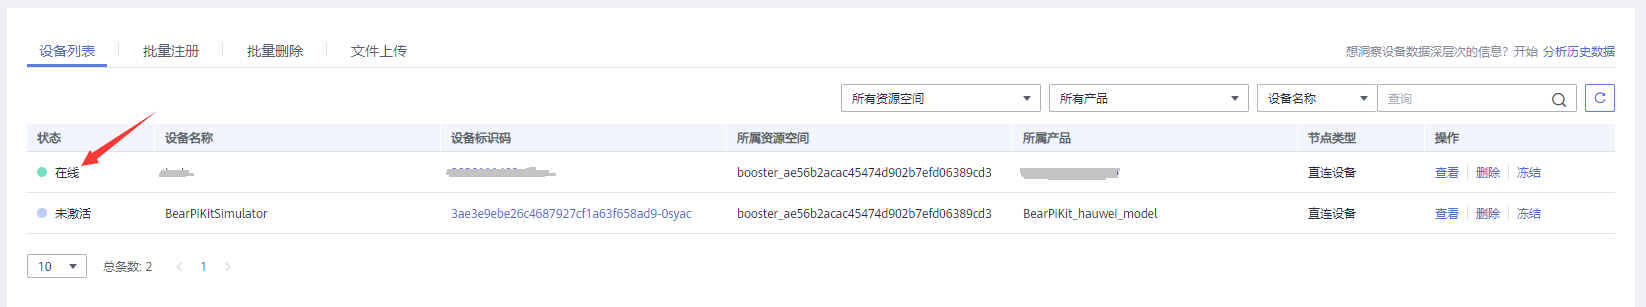 设备列表 批量注册 批量删除 文件上传 想洞察设备数据深层次的信息？开始 分析历史数据
所有资源空间 所有产品 设备名称 查询
状态 设备名称 设备标识码 所属资源空间 所属产品 节点类型 操作
在线 booster_ae56b2acac45474d902b7efd06389cd3 直连设备 查看 删除 冻结
未激活 BearPiKitSimulator 3ae3e9ebe26c4687927cf1a63f658ad9-0syac booster_ae56b2acac45474d902b7efd06389cd3 BearPiKit_hauwei_model 直连设备 查看 删除 冻结
10 总条数: 2 < 1 >